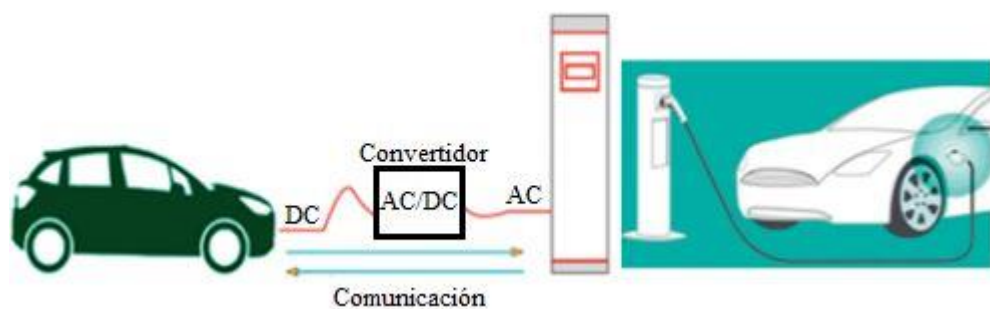 Convertidor
DC
AC/DC
AC
Comunicación